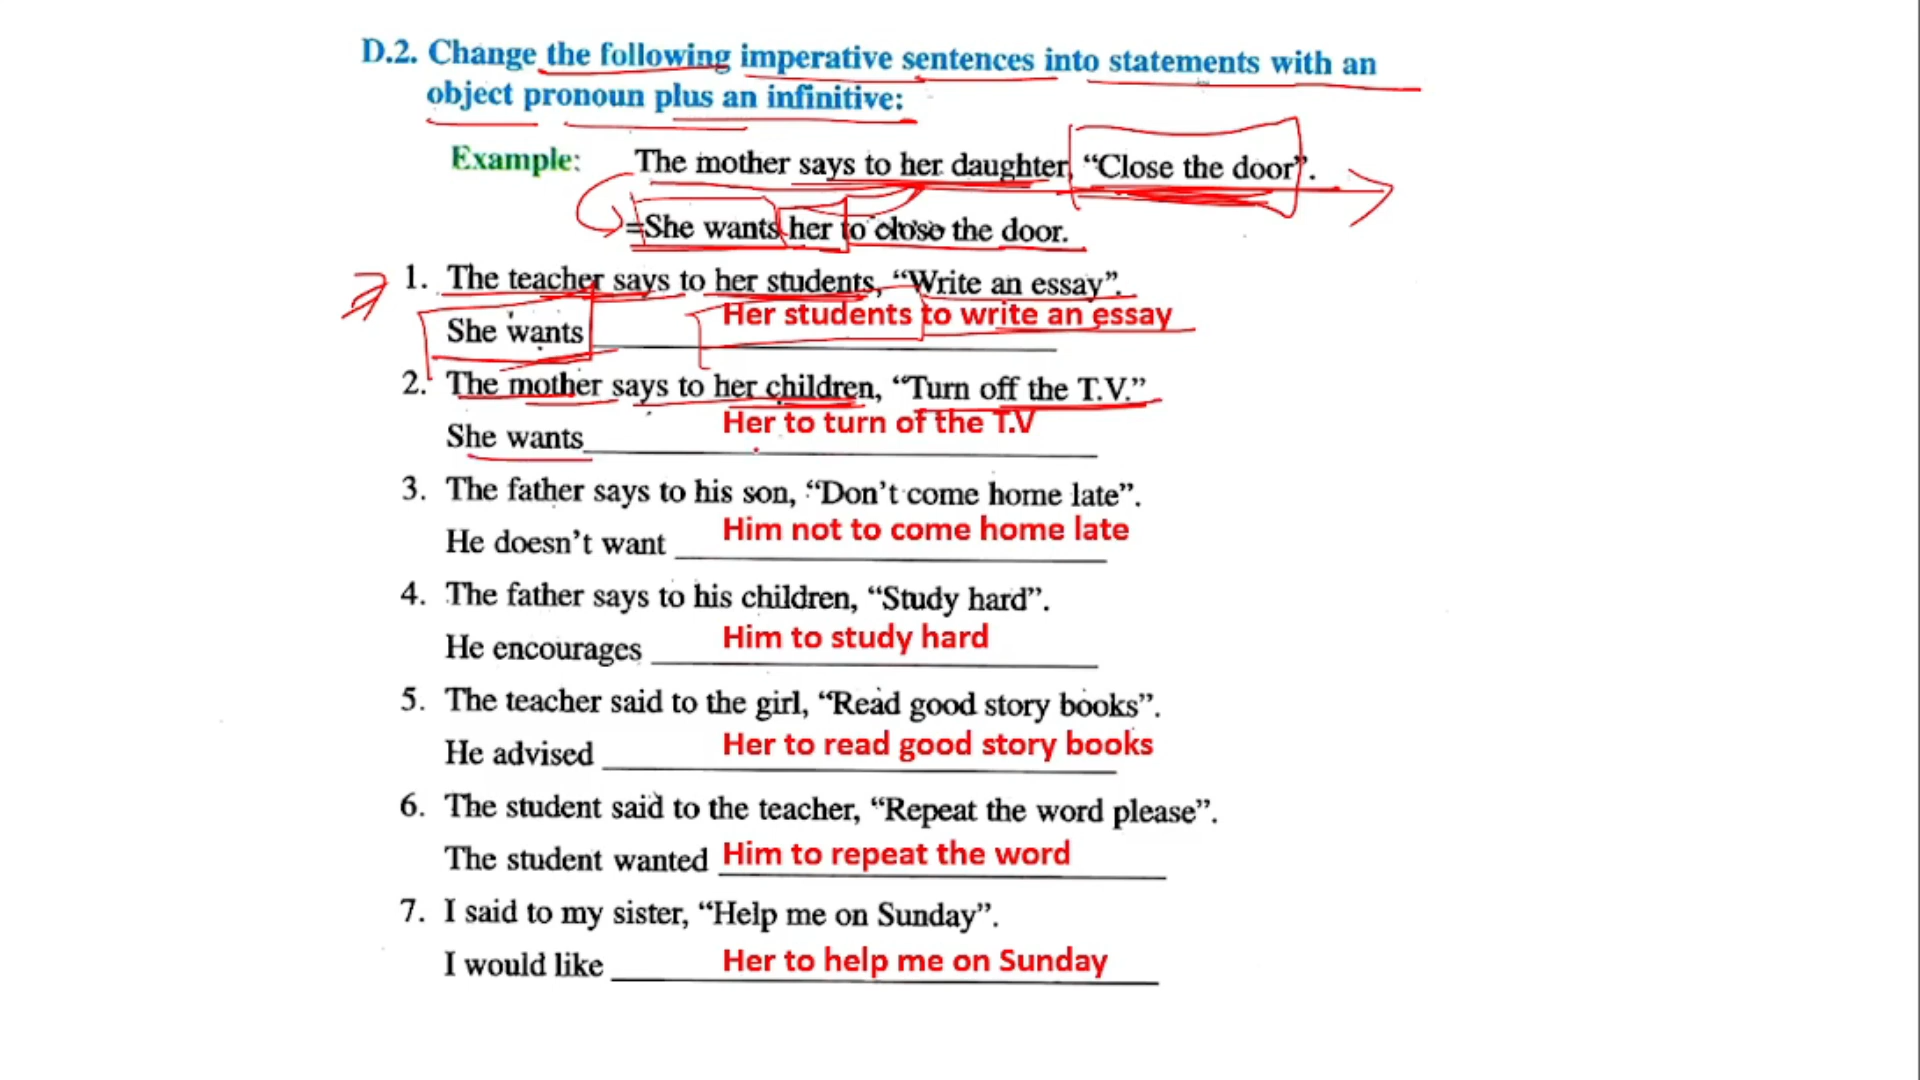 D.2. Change the following imperative sentences into statements with an
object pronoun plus an infinitive:
Example: The mother says to her daughter, “Close the door”.
=She wants her to close the door.
1. The teacher says to her students, “Write an essay”.
Her students to write an essay
She wants
2. The mother says to her children, “Turn off the T.V.”
Her to turn of the T.V
She wants
3. The father says to his son, “Don’t come home late”.
Him not to come home late
He doesn’t want
4. The father says to his children, “Study hard”.
Him to study hard
He encourages
5. The teacher said to the girl, “Read good story books”.
Her to read good story books
He advised
6. The student said to the teacher, “Repeat the word please”.
The student wanted Him to repeat the word
7. I said to my sister, “Help me on Sunday”.
I would like Her to help me on Sunday